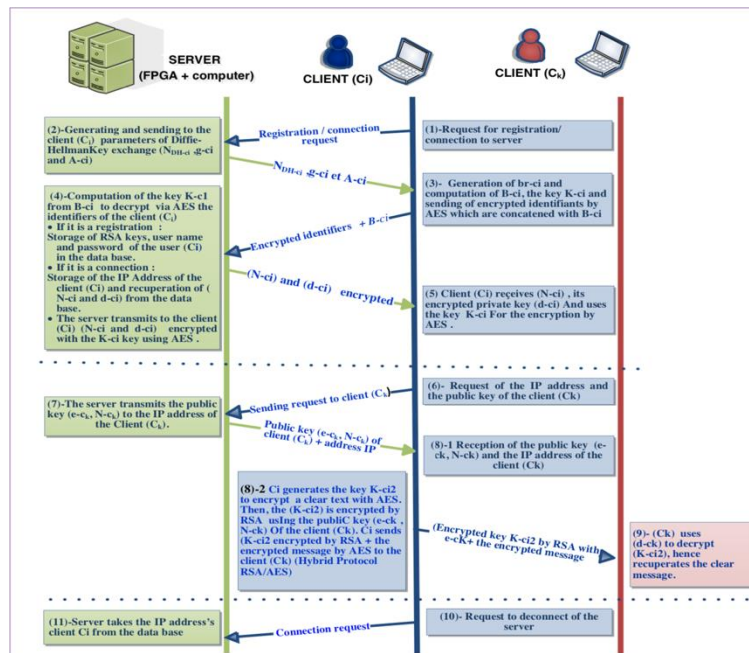 SERVER
(FPGA + computer)
CLIENT (Ci)
CLIENT (Ck)
(2)-Generating and sending to the
client (Ci) parameters of Diffie-
HellmanKey exchange (NDH-ci ,g-ci
and A-ci)
Registration / connection
request
(1)-Request for registration/
connection to server
NDH-ci ,g-ci et A-ci
(3)- Generation of br-ci and
computation of B-ci, the key K-ci and
sending of encrypted identifiants by
AES which are concatened with B-ci
(4)-Computation of the key K-c1
from B-ci to decrypt via AES the
identifiers of the client (Ci)
• If it is a registration :
Storage of RSA keys, user name
and password of the user (Ci)
in the data base.
• If it is a connection :
Storage of the IP Address of the
client (Ci) and recuperation of (
N-ci and d-ci) from the data
base.
• The server transmits to the client
(Ci) (N-ci and d-ci) encrypted
with the K-ci key using AES .
Encrypted identifiers + B-ci
(N-ci) and (d-ci) encrypted
(5) Client (Ci) receives (N-ci) , its
encrypted private key (d-ci) And uses
the key K-ci For the encryption by
AES .
(6)- Request of the IP address and
the public key of the client (Ck)
Sending request to client (Ck)
(7)-The server transmits the public
key (e-ck, N-ck) to the IP address of
the Client (Ck).
Public key (e-ck, N-ck) of
client (Ck) + address IP
(8)-1 Reception of the public key (e-
ck, N-ck) and the IP address of the
client (Ck)
(8)-2 Ci generates the key K-ci2
to encrypt a clear text with AES.
Then, the (K-ci2) is encrypted by
RSA usIng the publiC key (e-ck ,
N-ck) Of the client (Ck). Ci sends
(K-ci2 encrypted by RSA + the
encrypted message by AES to the
client (Ck) (Hybrid Protocol
RSA/AES)
(Encrypted key K-ci2 by RSA with
e-cK+ the encrypted message
(9)- (Ck) uses
(d-ck) to decrypt
(K-ci2), hence
recuperates the clear
message.
(10)- Request to deconnect of the
server
(11)-Server takes the IP address's
client Ci from the data base
Connection request